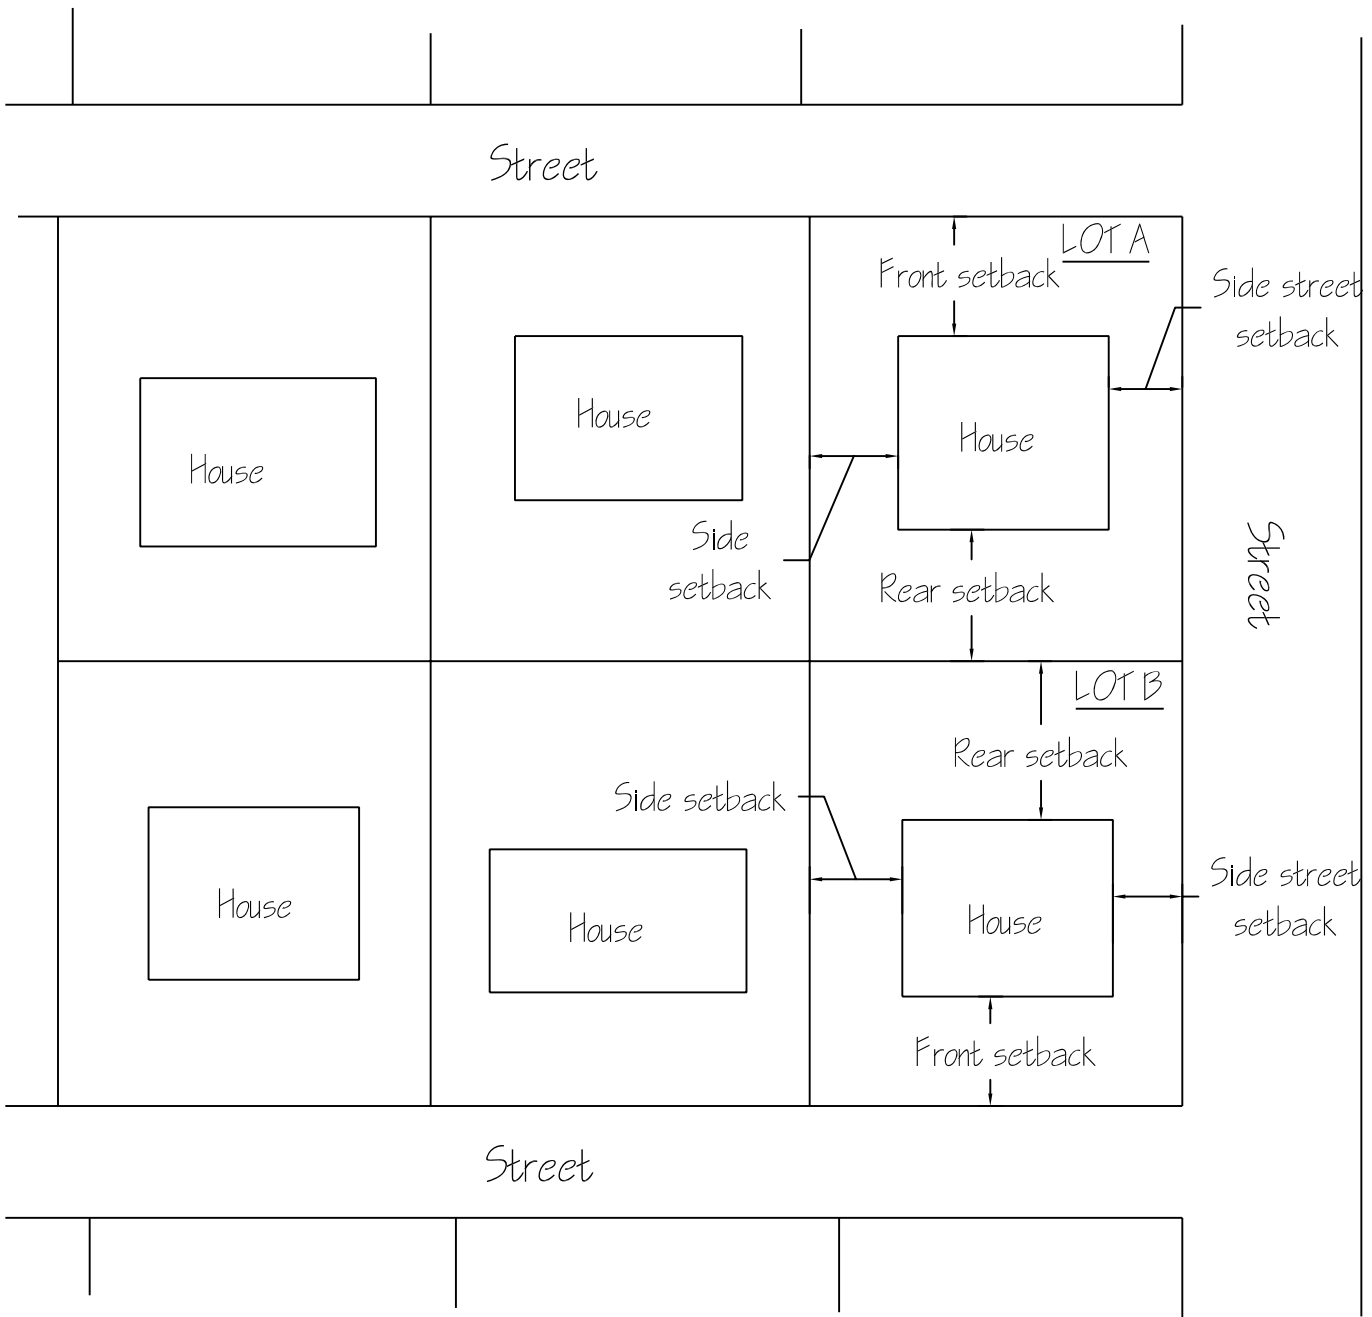 Street
LOT A
Front setback
Side street
setback
House
House
House
Side
setback
Rear setback
Street
LOT B
Rear setback
Side setback
Side street
setback
House
House
House
Front setback
Street